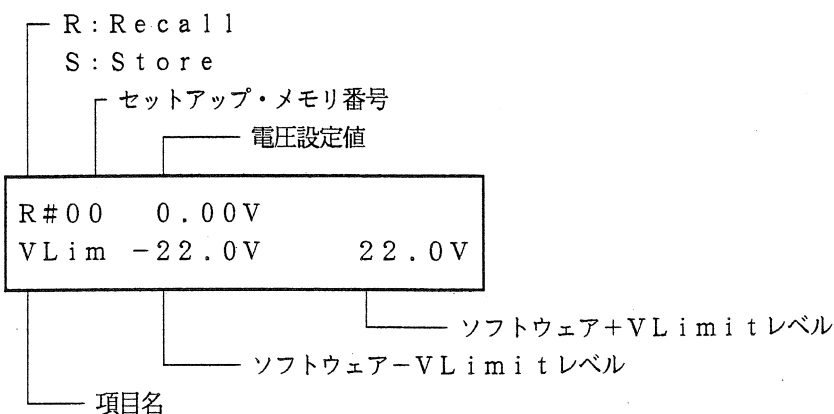 R:Recall
S:Store
セットアップ・メモリ番号
電圧設定値
R#00 0.00V
VLim -22.0V 22.0V
ソフトウェア+VLimitレベル
ソフトウェア-VLimitレベル
項目名